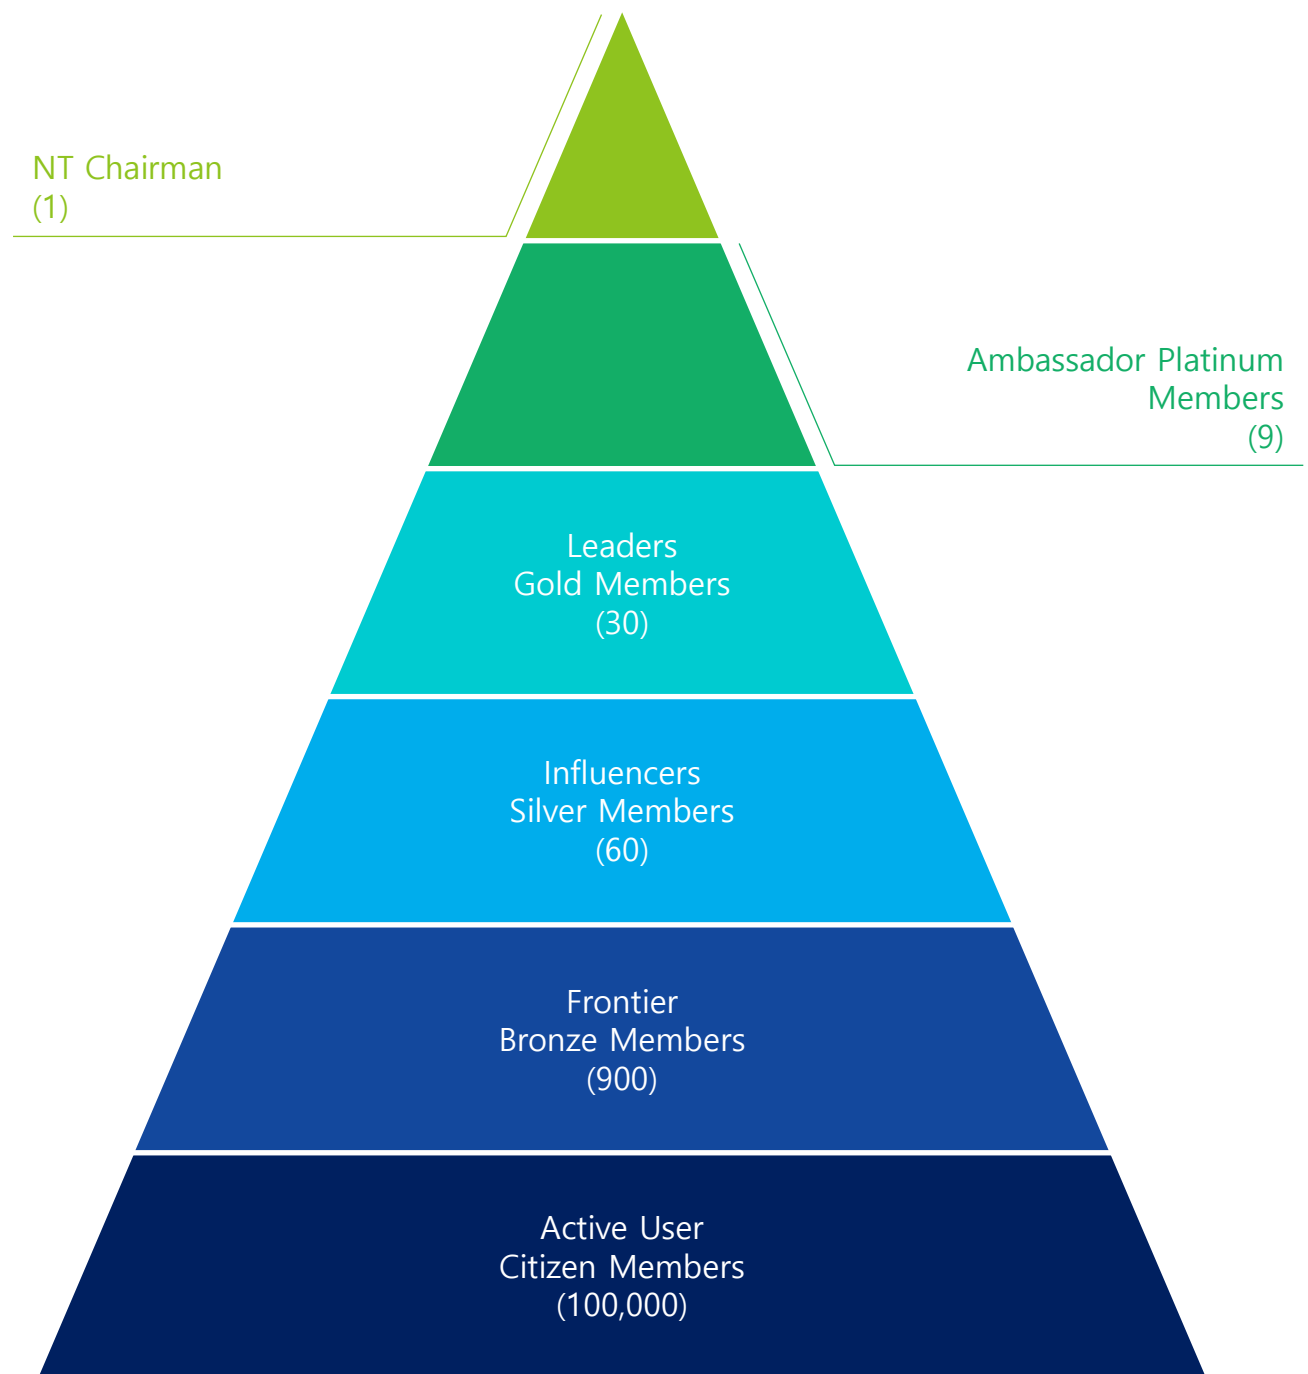 NT Chairman
(1)
Ambassador Platinum
Members
(9)
Leaders
Gold Members
(30)
Influencers
Silver Members
(60)
Frontier
Bronze Members
(900)
Active User
Citizen Members
(100,000)